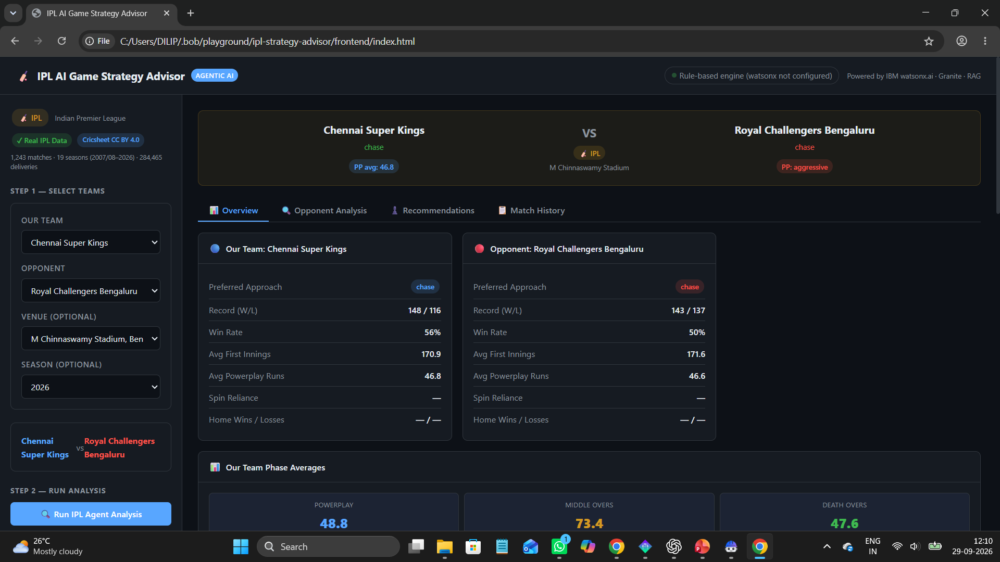 IPL AI Game Strategy Advisor
File
C:/Users/DILIP/.bob/playground/ipl-strategy-advisor/frontend/index.html
IPL AI Game Strategy Advisor
AGENTIC AI
Rule-based engine (watsonx not configured)
Powered by IBM watsonx.ai · Granite · RAG
IPL
Indian Premier League
✓ Real IPL Data
Cricsheet CC BY 4.0
1,243 matches · 19 seasons (2007/08–2026) · 284,465
deliveries
STEP 1 — SELECT TEAMS
OUR TEAM
Chennai Super Kings
OPPONENT
Royal Challengers Bengaluru
VENUE (OPTIONAL)
M Chinnaswamy Stadium, Ben
SEASON (OPTIONAL)
2026
Chennai
Super Kings
vs
Royal Challengers
Bengaluru
STEP 2 — RUN ANALYSIS
Run IPL Agent Analysis
Chennai Super Kings
chase
PP avg: 46.8
VS
IPL
M Chinnaswamy Stadium
Royal Challengers Bengaluru
chase
PP: aggressive
Overview
Opponent Analysis
Recommendations
Match History
Our Team: Chennai Super Kings
Preferred Approach chase
Record (W/L) 148 / 116
Win Rate 56%
Avg First Innings 170.9
Avg Powerplay Runs 46.8
Spin Reliance —
Home Wins / Losses — / —
Opponent: Royal Challengers Bengaluru
Preferred Approach chase
Record (W/L) 143 / 137
Win Rate 50%
Avg First Innings 171.6
Avg Powerplay Runs 46.6
Spin Reliance —
Home Wins / Losses — / —
Our Team Phase Averages
POWERPLAY
48.8
MIDDLE OVERS
73.4
DEATH OVERS
47.6
26°C
Mostly cloudy
Search
1
ENG
IN
12:10
29-09-2026